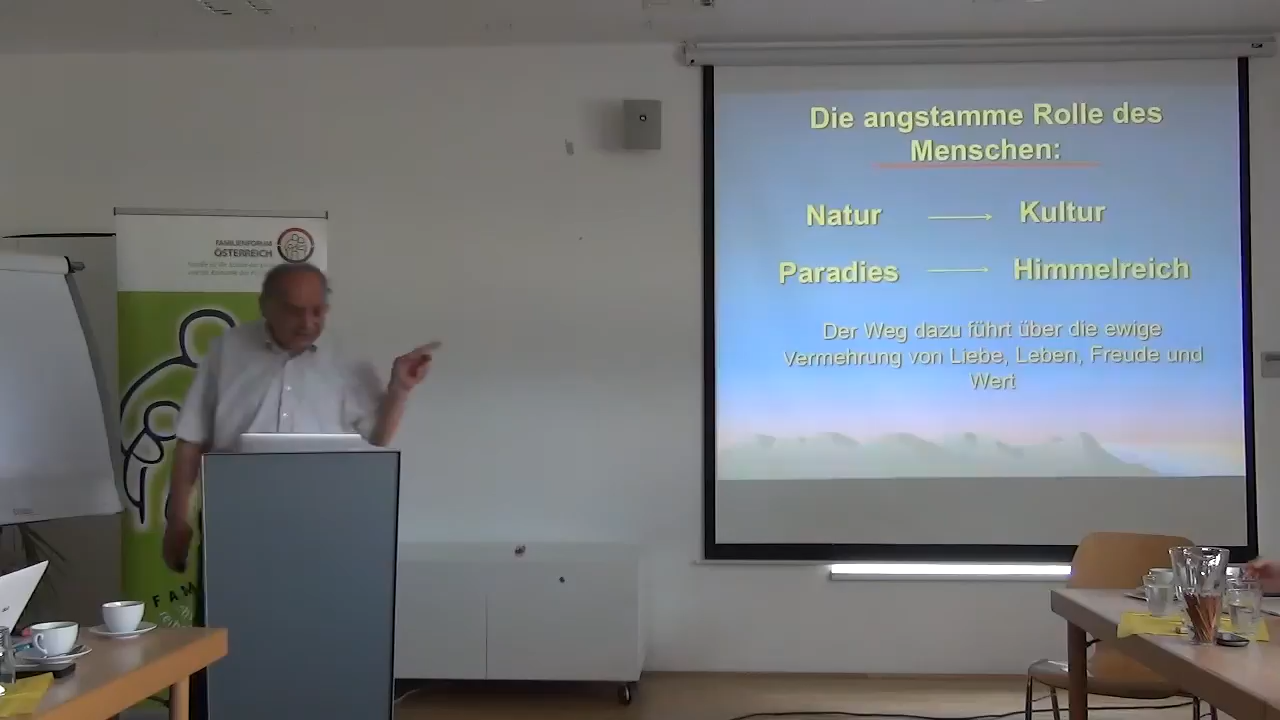 Die angstamme Rolle des
Menschen:
Natur → Kultur
Paradies → Himmelreich
Der Weg dazu führt über die ewige
Vermehrung von Liebe, Leben, Freude und
Wert
FAMILIENFORUM
ÖSTERREICH
FAM